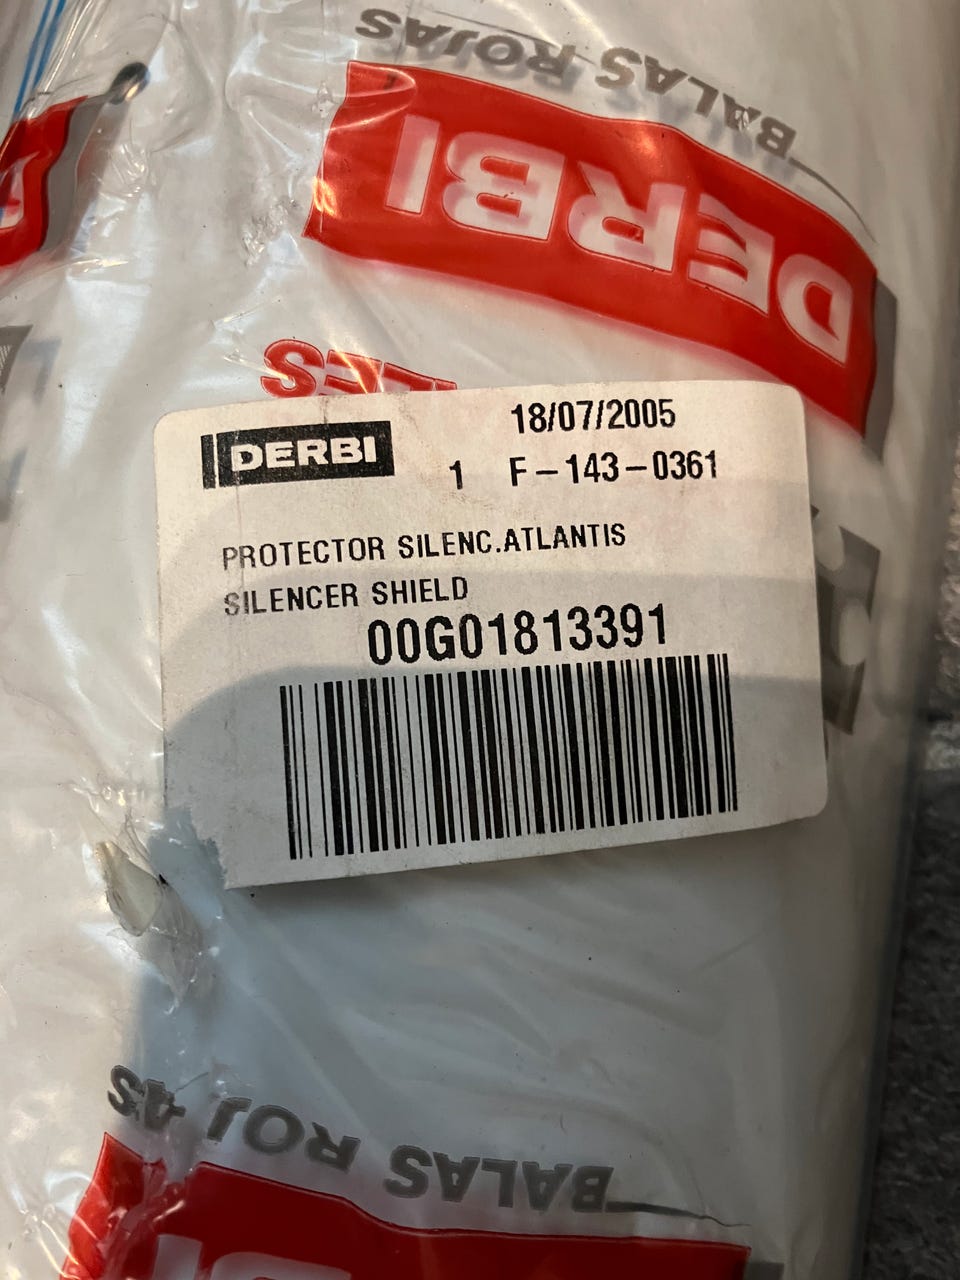 BALAS ROJAS
DERBI
DERBI
18/07/2005
1 F-143-0361
PROTECTOR SILENC.ATLANTIS
SILENCER SHIELD
00G01813391
BALAS ROJAS